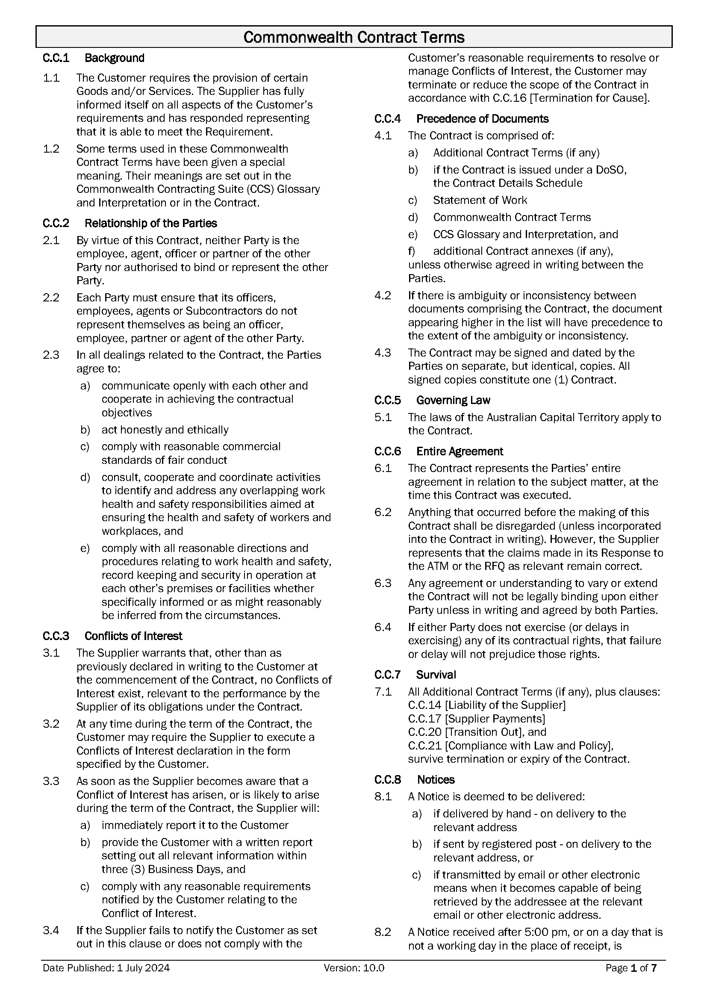 Commonwealth Contract Terms
C.C.1 Background
1.1 The Customer requires the provision of certain
Goods and/or Services. The Supplier has fully
informed itself on all aspects of the Customer's
requirements and has responded representing
that it is able to meet the Requirement.
1.2 Some terms used in these Commonwealth
Contract Terms have been given a special
meaning. Their meanings are set out in the
Commonwealth Contracting Suite (CCS) Glossary
and Interpretation or in the Contract.
C.C.2 Relationship of the Parties
2.1 By virtue of this Contract, neither Party is the
employee, agent, officer or partner of the other
Party nor authorised to bind or represent the other
Party.
2.2 Each Party must ensure that its officers,
employees, agents or Subcontractors do not
represent themselves as being an officer,
employee, partner or agent of the other Party.
2.3 In all dealings related to the Contract, the Parties
agree to:
a) communicate openly with each other and
cooperate in achieving the contractual
objectives
b) act honestly and ethically
c) comply with reasonable commercial
standards of fair conduct
d) consult, cooperate and coordinate activities
to identify and address any overlapping work
health and safety responsibilities aimed at
ensuring the health and safety of workers and
workplaces, and
e) comply with all reasonable directions and
procedures relating to work health and safety,
record keeping and security in operation at
each other's premises or facilities whether
specifically informed or as might reasonably
be inferred from the circumstances.
C.C.3 Conflicts of Interest
3.1 The Supplier warrants that, other than as
previously declared in writing to the Customer at
the commencement of the Contract, no Conflicts of
Interest exist, relevant to the performance by the
Supplier of its obligations under the Contract.
3.2 At any time during the term of the Contract, the
Customer may require the Supplier to execute a
Conflicts of Interest declaration in the form
specified by the Customer.
3.3 As soon as the Supplier becomes aware that a
Conflict of Interest has arisen, or is likely to arise
during the term of the Contract, the Supplier will:
a) immediately report it to the Customer
b) provide the Customer with a written report
setting out all relevant information within
three (3) Business Days, and
c) comply with any reasonable requirements
notified by the Customer relating to the
Conflict of Interest.
3.4 If the Supplier fails to notify the Customer as set
out in this clause or does not comply with the
Customer's reasonable requirements to resolve or
manage Conflicts of Interest, the Customer may
terminate or reduce the scope of the Contract in
accordance with C.C.16 [Termination for Cause].
C.C.4 Precedence of Documents
4.1 The Contract is comprised of:
a) Additional Contract Terms (if any)
b) if the Contract is issued under a DoSO,
the Contract Details Schedule
c) Statement of Work
d) Commonwealth Contract Terms
e) CCS Glossary and Interpretation, and
f) additional Contract annexes (if any),
unless otherwise agreed in writing between the
Parties.
4.2 If there is ambiguity or inconsistency between
documents comprising the Contract, the document
appearing higher in the list will have precedence to
the extent of the ambiguity or inconsistency.
4.3 The Contract may be signed and dated by the
Parties on separate, but identical, copies. All
signed copies constitute one (1) Contract.
C.C.5 Governing Law
5.1 The laws of the Australian Capital Territory apply to
the Contract.
C.C.6 Entire Agreement
6.1 The Contract represents the Parties' entire
agreement in relation to the subject matter, at the
time this Contract was executed.
6.2 Anything that occurred before the making of this
Contract shall be disregarded (unless incorporated
into the Contract in writing). However, the Supplier
represents that the claims made in its Response to
the ATM or the RFQ as relevant remain correct.
6.3 Any agreement or understanding to vary or extend
the Contract will not be legally binding upon either
Party unless in writing and agreed by both Parties.
6.4 If either Party does not exercise (or delays in
exercising) any of its contractual rights, that failure
or delay will not prejudice those rights.
C.C.7 Survival
7.1 All Additional Contract Terms (if any), plus clauses:
C.C.14 [Liability of the Supplier]
C.C.17 [Supplier Payments]
C.C.20 [Transition Out], and
C.C.21 [Compliance with Law and Policy],
survive termination or expiry of the Contract.
C.C.8 Notices
8.1 A Notice is deemed to be delivered:
a) if delivered by hand - on delivery to the
relevant address
b) if sent by registered post - on delivery to the
relevant address, or
c) if transmitted by email or other electronic
means when it becomes capable of being
retrieved by the addressee at the relevant
email or other electronic address.
8.2 A Notice received after 5:00 pm, or on a day that is
not a working day in the place of receipt, is
Date Published: 1 July 2024 Version: 10.0 Page 1 of 7